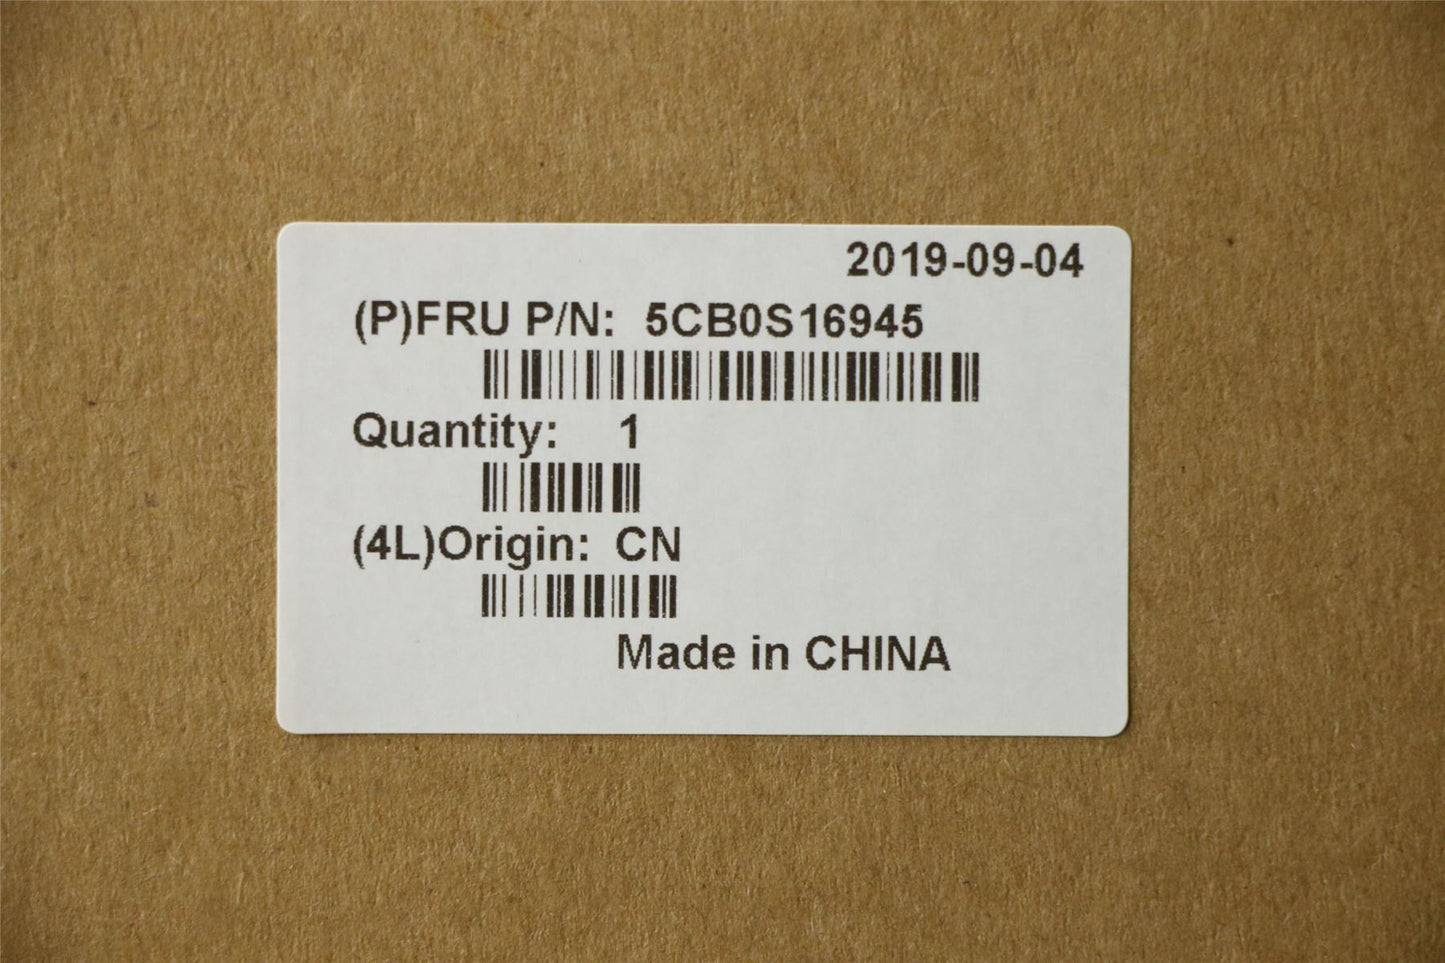 2019-09-04
(P)FRU P/N: 5CB0S16945
Quantity: 1
(4L)Origin: CN
Made in CHINA